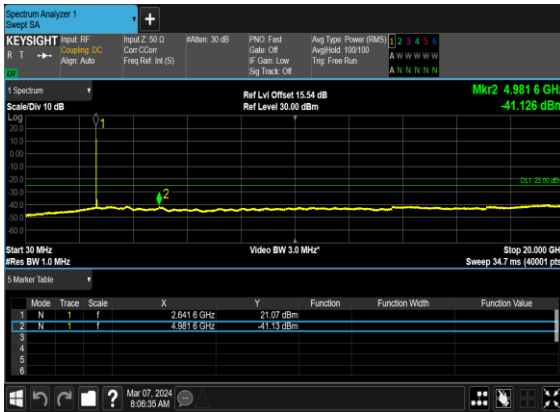 Spectrum Analyzer 1
Swept SA
+
KEYSIGHT
R T
LW
Input: RF
Coupling: DC
Align: Auto
Input Z: 50 Ω
Corr CCorr
Freq Ref: Int (S)
#Atten: 30 dB
PNO: Fast
Gate: Off
IF Gain: Low
Sig Track: Off
Avg Type: Power (RMS)
Avg|Hold: 100/100
Trig: Free Run
1 2 3 4 5 6
A W W W W W
A N N N N N
1 Spectrum
Scale/Div 10 dB
Ref Lvl Offset 15.54 dB
Ref Level 30.00 dBm
Mkr2 4.981 6 GHz
-41.126 dBm
Log
20.0
10.0
0.00
-10.0
-20.0
-30.0
-40.0
-50.0
-60.0
1
2
DL1 -25.00 dBm
Start 30 MHz
#Res BW 1.0 MHz
Video BW 3.0 MHz*
Stop 20.000 GHz
Sweep 34.7 ms (40001 pts)
5 Marker Table
Mode Trace Scale X Y Function Function Width Function Value
1 N 1 f 2.641 6 GHz 21.07 dBm
2 N 1 f 4.981 6 GHz -41.13 dBm
3
4
5
6
?
Mar 07, 2024
8:06:35 AM